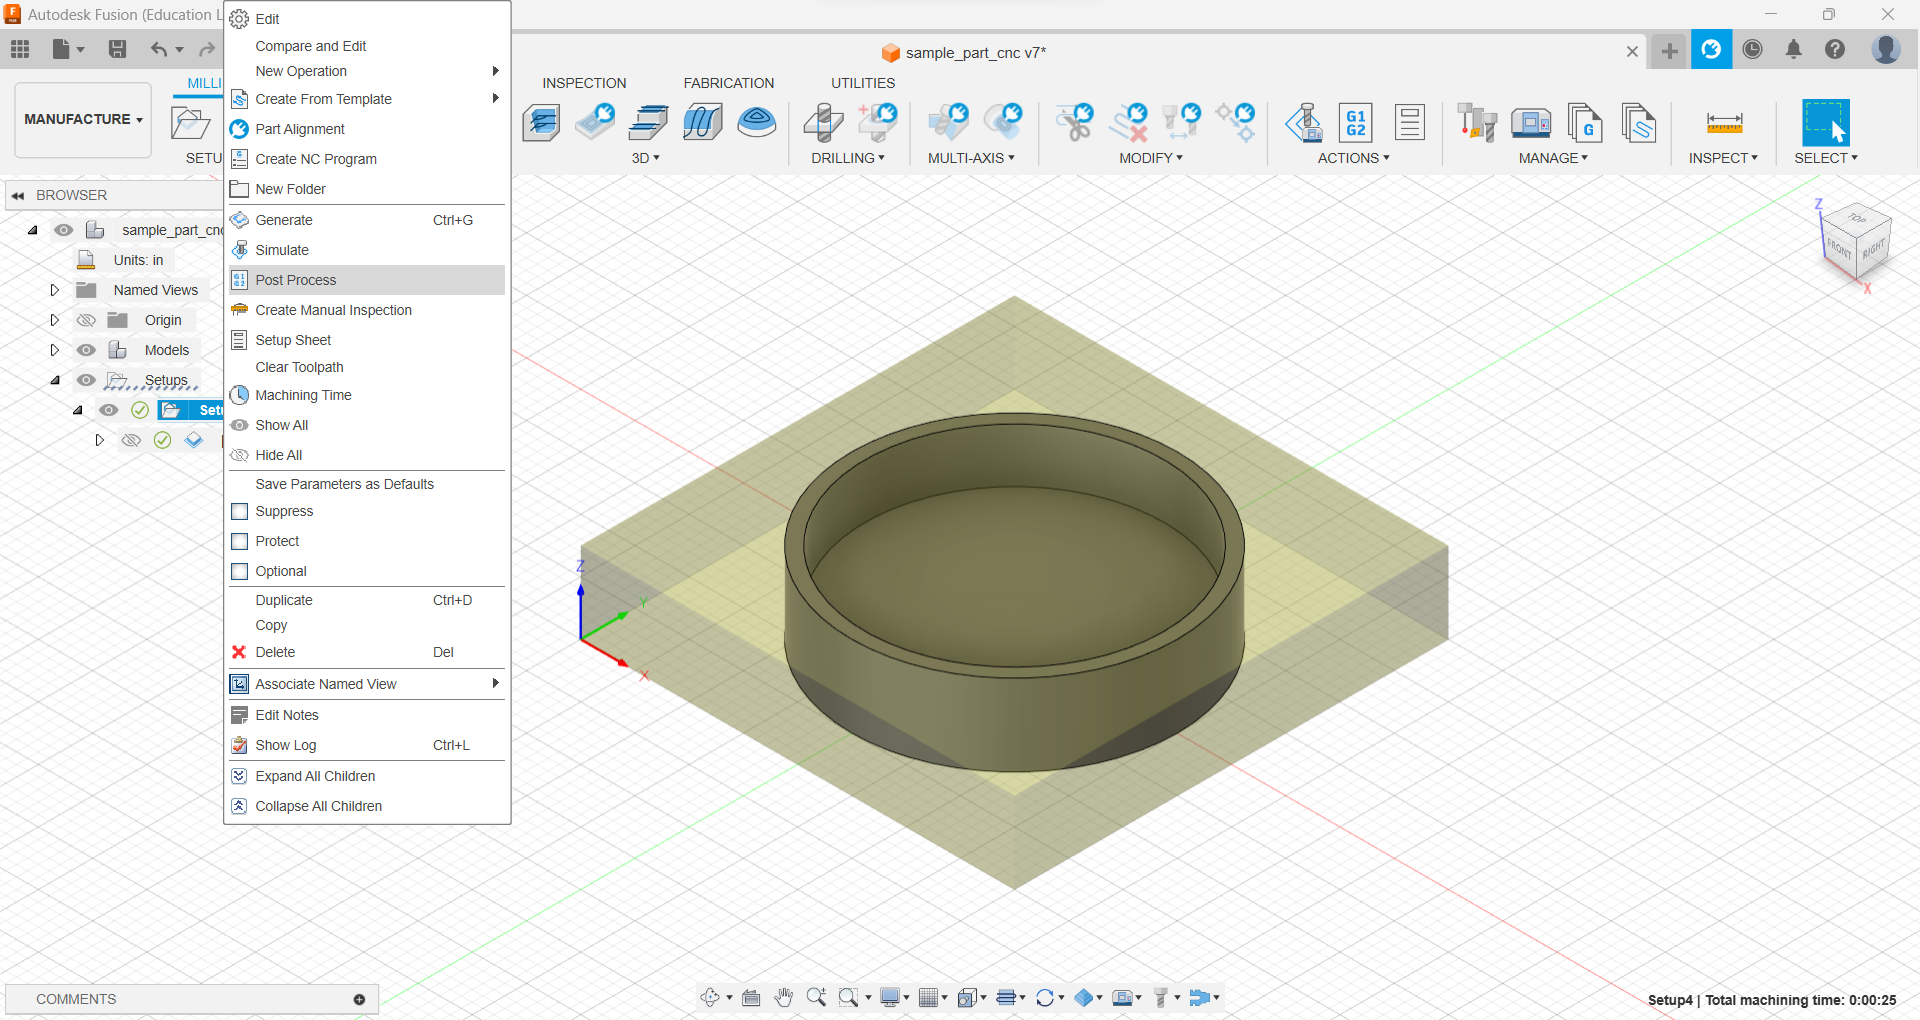 Autodesk Fusion (Education L
sample_part_cnc v7*
MANUFACTURE
MILLI
INSPECTION
FABRICATION
UTILITIES
SETU
3D
DRILLING
MULTI-AXIS
MODIFY
G1
G2
ACTIONS
G
MANAGE
INSPECT
SELECT
BROWSER
sample_part_cnc
Units: in
Named Views
Origin
Models
Setups
Setu
Edit
Compare and Edit
New Operation
Create From Template
Part Alignment
Create NC Program
New Folder
Generate Ctrl+G
Simulate
Post Process
Create Manual Inspection
Setup Sheet
Clear Toolpath
Machining Time
Show All
Hide All
Save Parameters as Defaults
Suppress
Protect
Optional
Duplicate Ctrl+D
Copy
Delete Del
Associate Named View
Edit Notes
Show Log Ctrl+L
Expand All Children
Collapse All Children
Z
TOP
FRONT
RIGHT
X
Z
Y
X
COMMENTS
Setup4 | Total machining time: 0:00:25